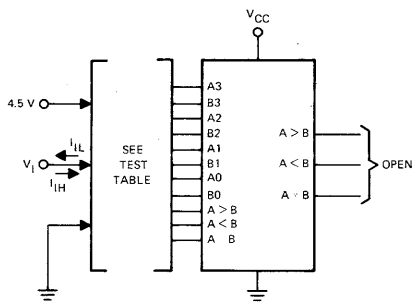 VCC
4.5 V
VI
IIL
IIH
SEE
TEST
TABLE
A3
B3
A2
B2
A1
B1
A0
B0
A > B
A < B
A B
A > B
A < B
A B
OPEN